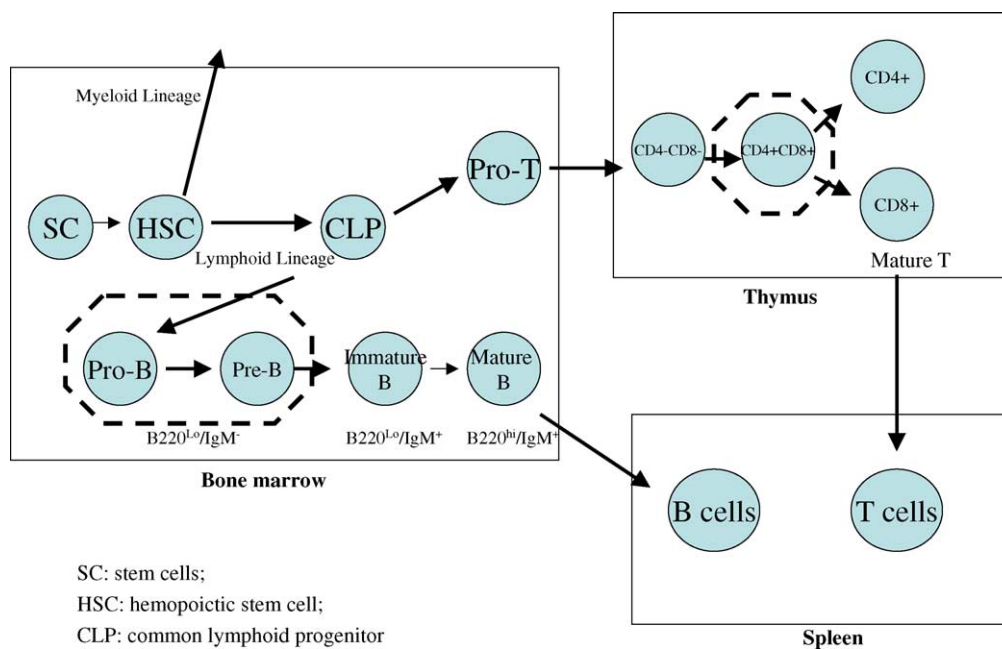 Myeloid Lineage
SC
HSC
CLP
Pro-T
Lymphoid Lineage
Pro-B
Pre-B
Immature
B
Mature
B
B220Lo/IgM-
B220Lo/IgM+
B220hi/IgM+
Bone marrow
CD4-CD8-
CD4+CD8+
CD4+
CD8+
Mature T
Thymus
B cells
T cells
Spleen
SC: stem cells;
HSC: hemopoictic stem cell;
CLP: common lymphoid progenitor